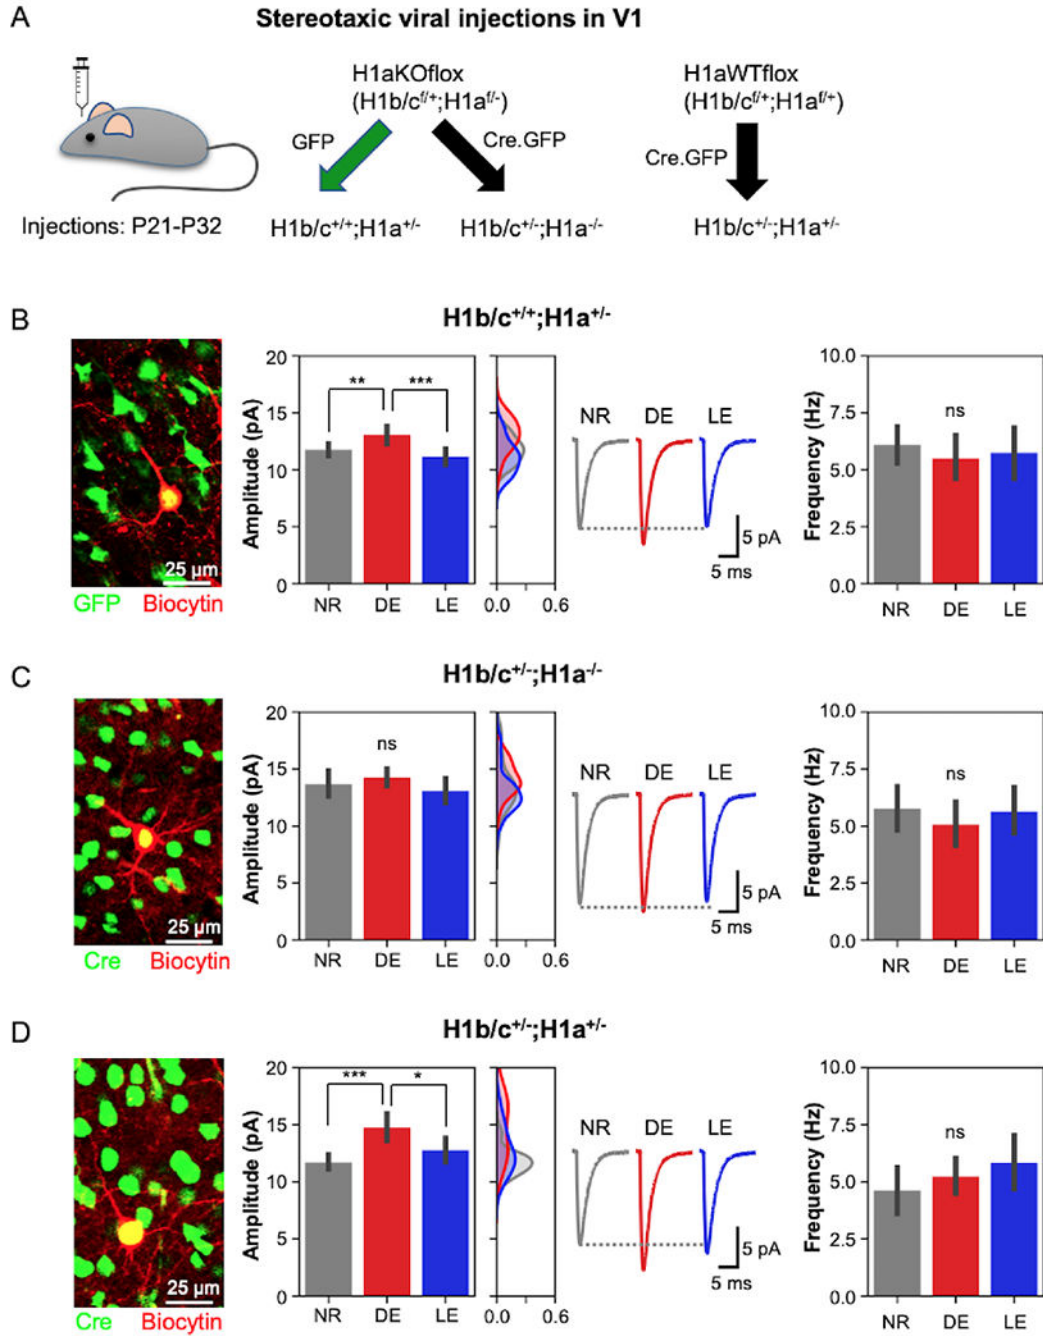 A
Stereotaxic viral injections in V1
H1aKOflox
(H1b/c^f/+;H1a^f/-)
H1aWTflox
(H1b/c^f/+;H1a^f/+)
GFP
Cre.GFP
Cre.GFP
Injections: P21-P32
H1b/c^+/+;H1a^+/-
H1b/c^+/-;H1a^-/-
H1b/c^+/-;H1a^+/-
B
H1b/c^+/+;H1a^+/-
25 µm
GFP Biocytin
Amplitude (pA)
20
15
10
5
0
** ***
NR DE LE
0.0 0.6
NR DE LE
5 pA
5 ms
Frequency (Hz)
10.0
7.5
5.0
2.5
0.0
ns
NR DE LE
C
H1b/c^+/-;H1a^-/-
25 µm
Cre Biocytin
Amplitude (pA)
20
15
10
5
0
ns
NR DE LE
0.0 0.6
NR DE LE
5 pA
5 ms
Frequency (Hz)
10.0
7.5
5.0
2.5
0.0
ns
NR DE LE
D
H1b/c^+/-;H1a^+/-
25 µm
Cre Biocytin
Amplitude (pA)
20
15
10
5
0
*** *
NR DE LE
0.0 0.6
NR DE LE
5 pA
5 ms
Frequency (Hz)
10.0
7.5
5.0
2.5
0.0
ns
NR DE LE